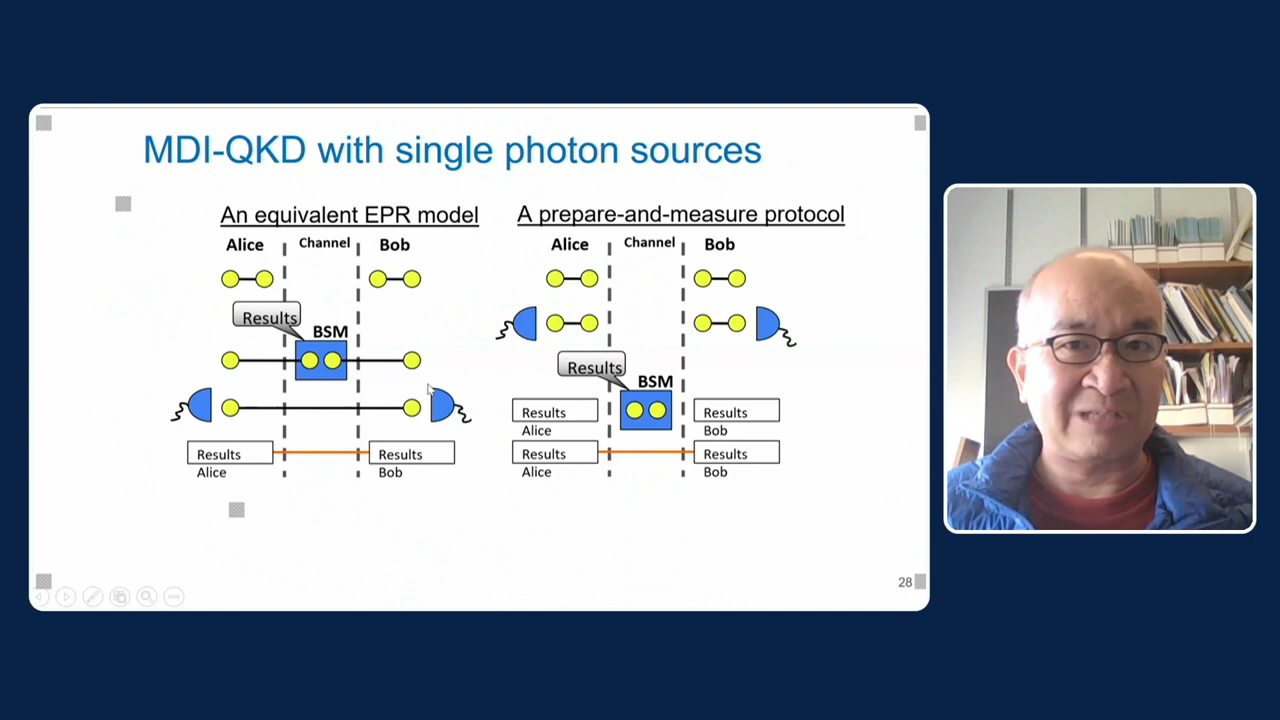 MDI-QKD with single photon sources
An equivalent EPR model
Alice
Channel
Bob
Results
BSM
Results
Alice
Results
Bob
A prepare-and-measure protocol
Alice
Channel
Bob
Results
BSM
Results
Alice
Results
Bob
Results
Alice
Results
Bob
28